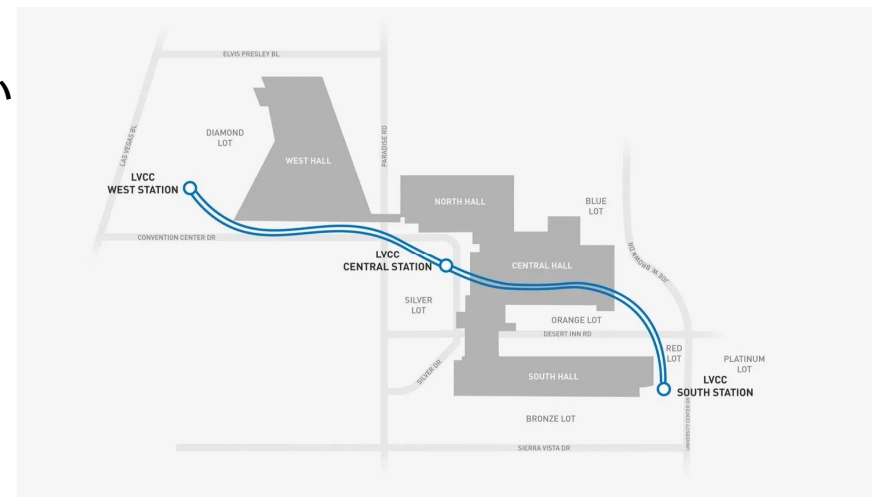 い
ELVIS PRESLEY BL
LAS VEGAS BL
DIAMOND
LOT
PARADISE RD
WEST HALL
LVCC
WEST STATION
NORTH HALL
BLUE
LOT
CONVENTION CENTER DR
JOE W. BROWN DR
LVCC
CENTRAL STATION
CENTRAL HALL
SILVER
LOT
ORANGE LOT
DESERT INN RD
RED
LOT
PLATINUM
LOT
SILVER DR
SOUTH HALL
LVCC
SOUTH STATION
BRONZE LOT
UNIVERSITY CENTER DR
SIERRA VISTA DR